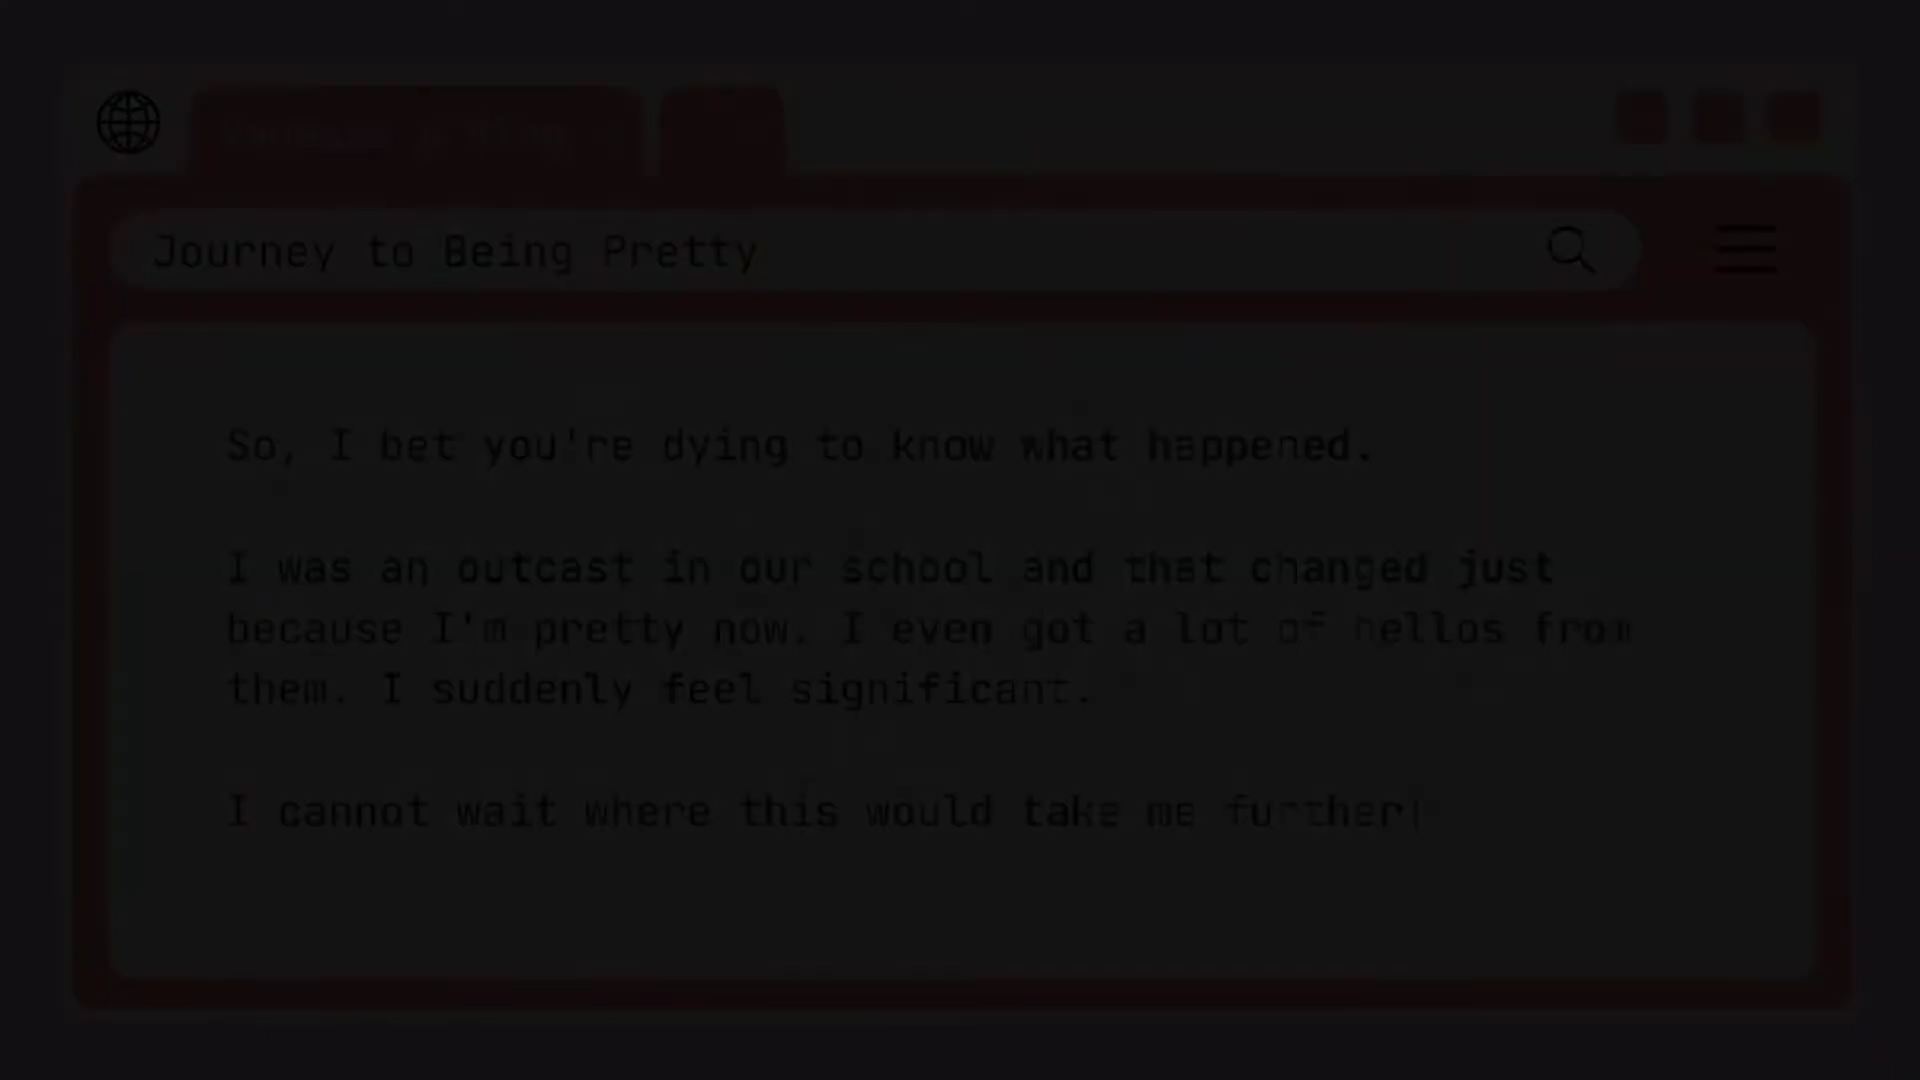 Journey to Being Pretty
So, I bet you're dying to know what happened.
I was an outcast in our school and that changed just
because I'm pretty now. I even got a lot of hellos from
them. I suddenly feel significant.
I cannot wait where this would take me further